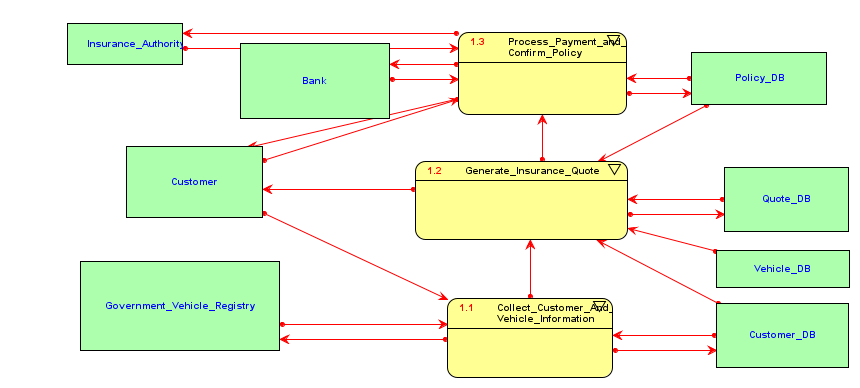 Insurance_Authority
1.3 Process_Payment_and_
Confirm_Policy
Bank
Policy_DB
Customer
1.2 Generate_Insurance_Quote
Quote_DB
Vehicle_DB
Government_Vehicle_Registry
1.1 Collect_Customer_And_
Vehicle_Information
Customer_DB